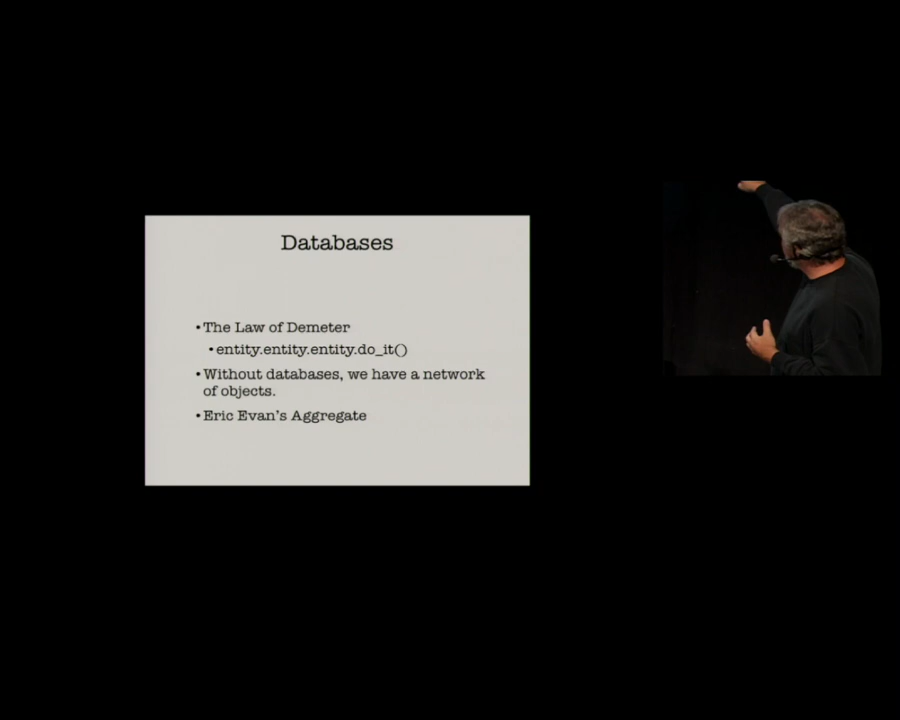 Databases
•The Law of Demeter
•entity.entity.entity.do_it()
•Without databases, we have a network
of objects.
•Eric Evan's Aggregate